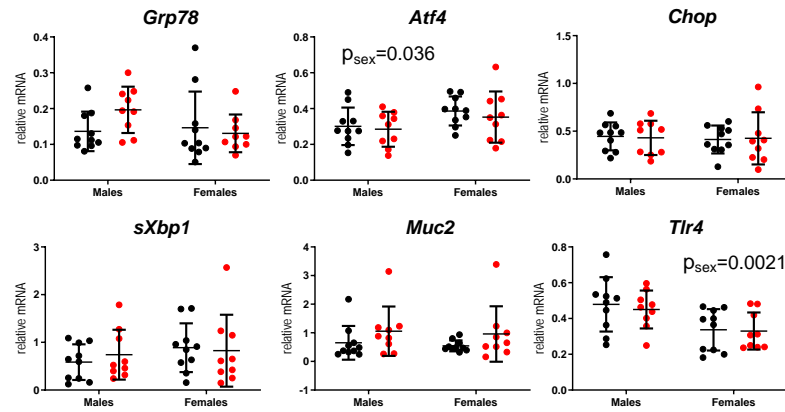 Grp78
Atf4
Chop
relative mRNA
0.4
0.3
0.2
0.1
0.0
Males
Females
relative mRNA
0.8
0.6
0.4
0.2
0.0
psex=0.036
Males
Females
relative mRNA
1.5
1.0
0.5
0.0
Males
Females
sXbp1
Muc2
Tlr4
relative mRNA
3
2
1
0
Males
Females
relative mRNA
4
3
2
1
0
-1
Males
Females
relative mRNA
0.8
0.6
0.4
0.2
0.0
psex=0.0021
Males
Females